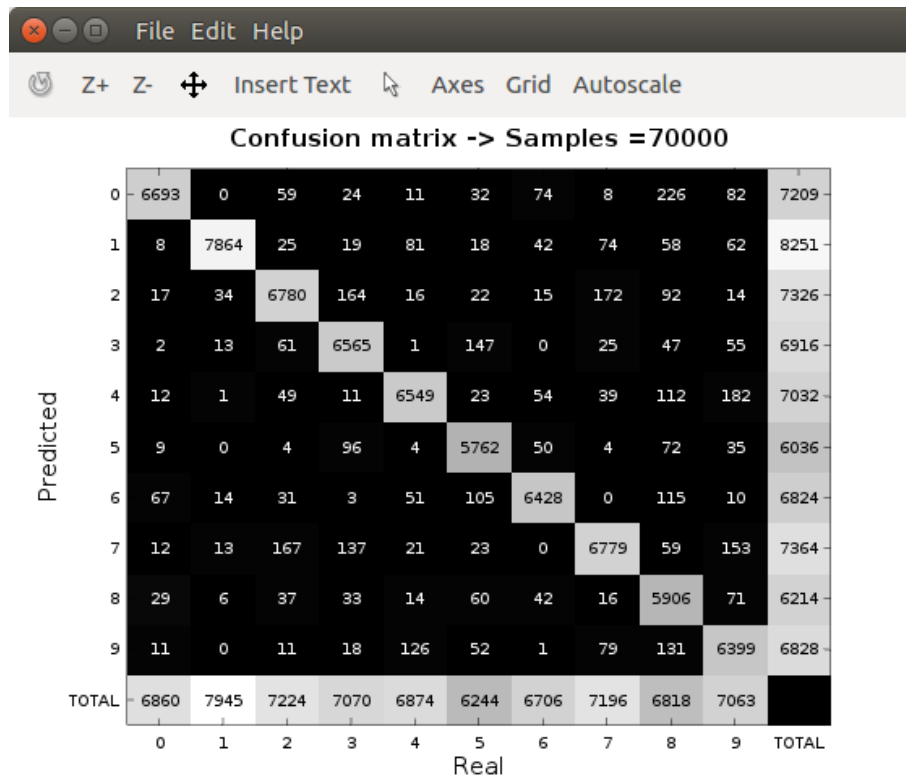 File Edit Help
Z+ Z- Insert Text Axes Grid Autoscale
Confusion matrix -> Samples =70000
0 6693 0 59 24 11 32 74 8 226 82 7209
1 8 7864 25 19 81 18 42 74 58 62 8251
2 17 34 6780 164 16 22 15 172 92 14 7326
3 2 13 61 6565 1 147 0 25 47 55 6916
4 12 1 49 11 6549 23 54 39 112 182 7032
5 9 0 4 96 4 5762 50 4 72 35 6036
6 67 14 31 3 51 105 6428 0 115 10 6824
7 12 13 167 137 21 23 0 6779 59 153 7364
8 29 6 37 33 14 60 42 16 5906 71 6214
9 11 0 11 18 126 52 1 79 131 6399 6828
TOTAL 6860 7945 7224 7070 6874 6244 6706 7196 6818 7063
0 1 2 3 4 5 6 7 8 9 TOTAL
Real
Predicted